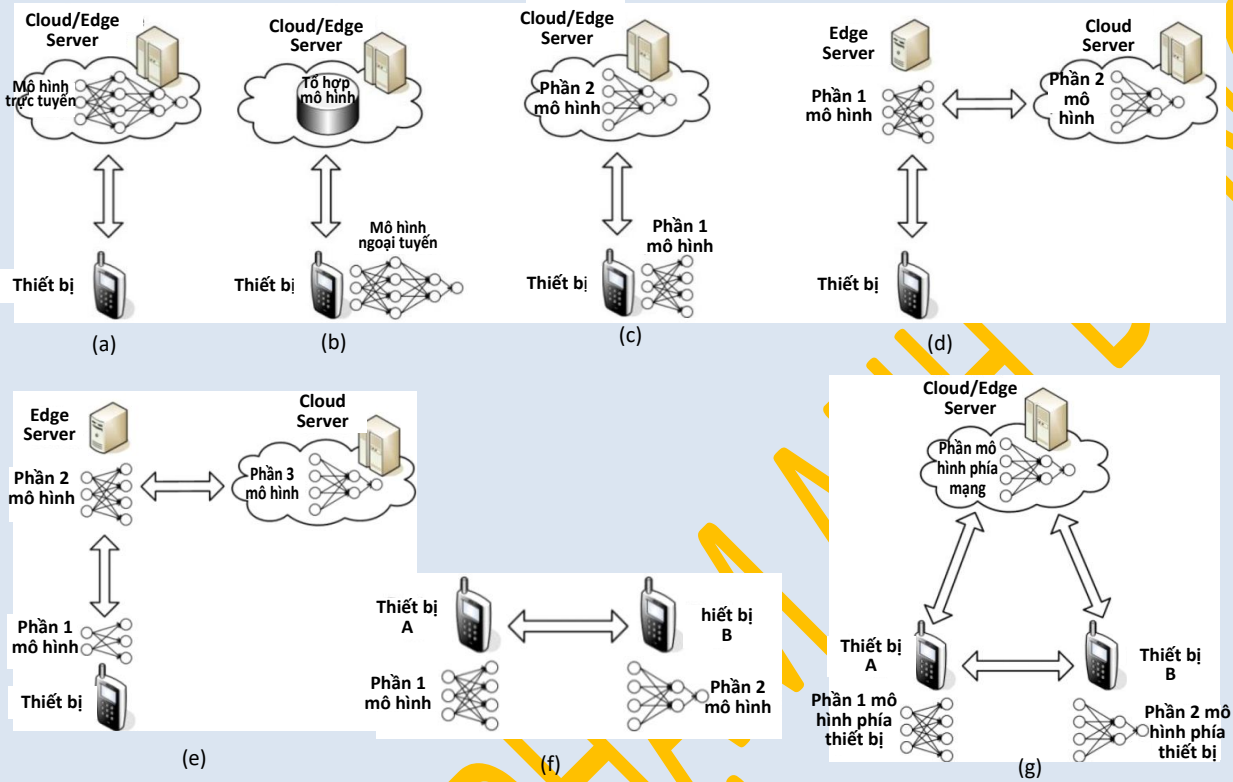 Cloud/Edge
Server
Mô hình
trực tuyến
Thiết bị
(a)
Cloud/Edge
Server
Tổ hợp
mô hình
Mô hình
ngoại tuyến
Thiết bị
(b)
Cloud/Edge
Server
Phần 2
mô hình
Phần 1
mô hình
Thiết bị
(c)
Edge
Server
Phần 1
mô hình
Cloud
Server
Phần 2
mô
hình
Thiết bị
(d)
Edge
Server
Phần 2
mô hình
Cloud
Server
Phần 3
mô hình
Phần 1
mô hình
Thiết bị
(e)
Thiết bị
A
hiết bị
B
Phần 1
mô hình
Phần 2
mô hình
(f)
Cloud/Edge
Server
Phần mô
hình phía
mạng
Thiết bị
A
Thiết bị
B
Phần 1 mô
hình phía
thiết bị
Phần 2 mô
hình phía
thiết bị
(g)